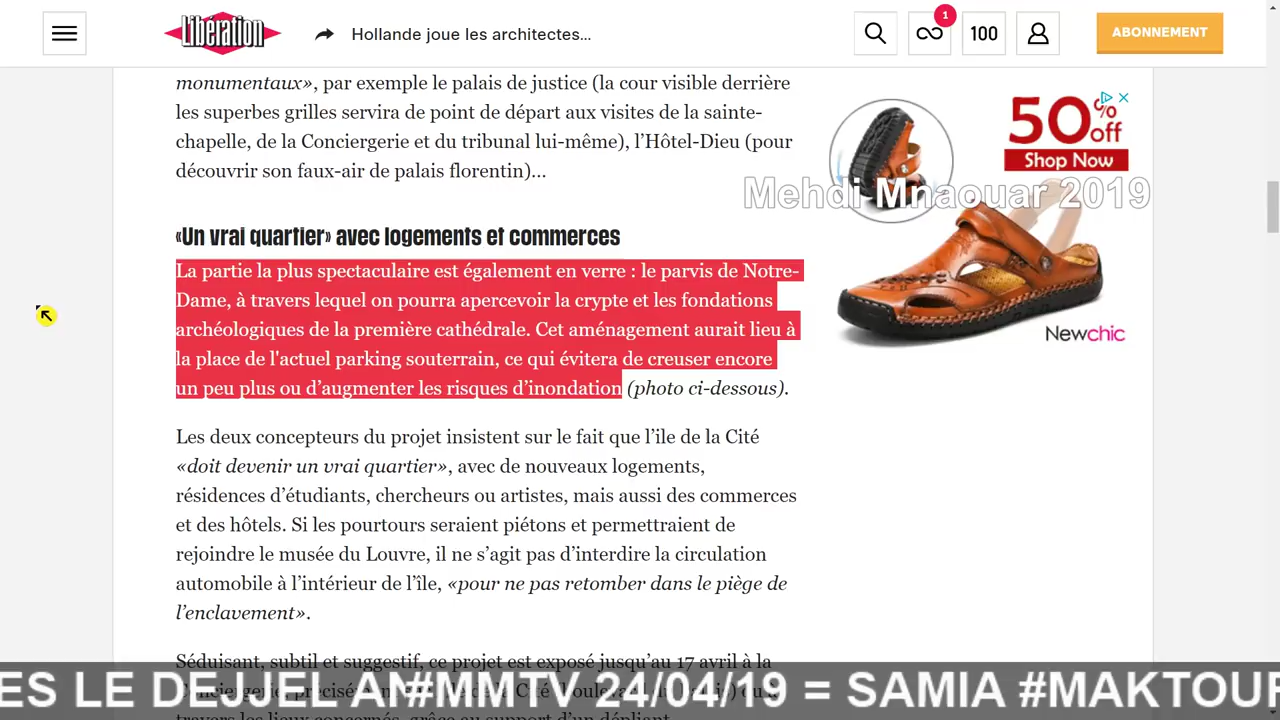 Libération
Hollande joue les architectes...
1
100
ABONNEMENT
monumentaux», par exemple le palais de justice (la cour visible derrière
les superbes grilles servira de point de départ aux visites de la sainte-
chapelle, de la Conciergerie et du tribunal lui-même), l’Hôtel-Dieu (pour
découvrir son faux-air de palais florentin)...
50% off
Shop Now
Mehdi Mnaouar 2019
Newchic
«Un vrai quartier» avec logements et commerces
La partie la plus spectaculaire est également en verre : le parvis de Notre-
Dame, à travers lequel on pourra apercevoir la crypte et les fondations
archéologiques de la première cathédrale. Cet aménagement aurait lieu à
la place de l'actuel parking souterrain, ce qui évitera de creuser encore
un peu plus ou d’augmenter les risques d’inondation (photo ci-dessous).
Les deux concepteurs du projet insistent sur le fait que l’ile de la Cité
«doit devenir un vrai quartier», avec de nouveaux logements,
résidences d’étudiants, chercheurs ou artistes, mais aussi des commerces
et des hôtels. Si les pourtours seraient piétons et permettraient de
rejoindre le musée du Louvre, il ne s’agit pas d’interdire la circulation
automobile à l’intérieur de l’île, «pour ne pas retomber dans le piège de
l’enclavement».
Séduisant, subtil et suggestif, ce projet est exposé jusqu’au 17 avril à la
ES LE DEJJEL AN#MMTV 24/04/19 = SAMIA #MAKTOU